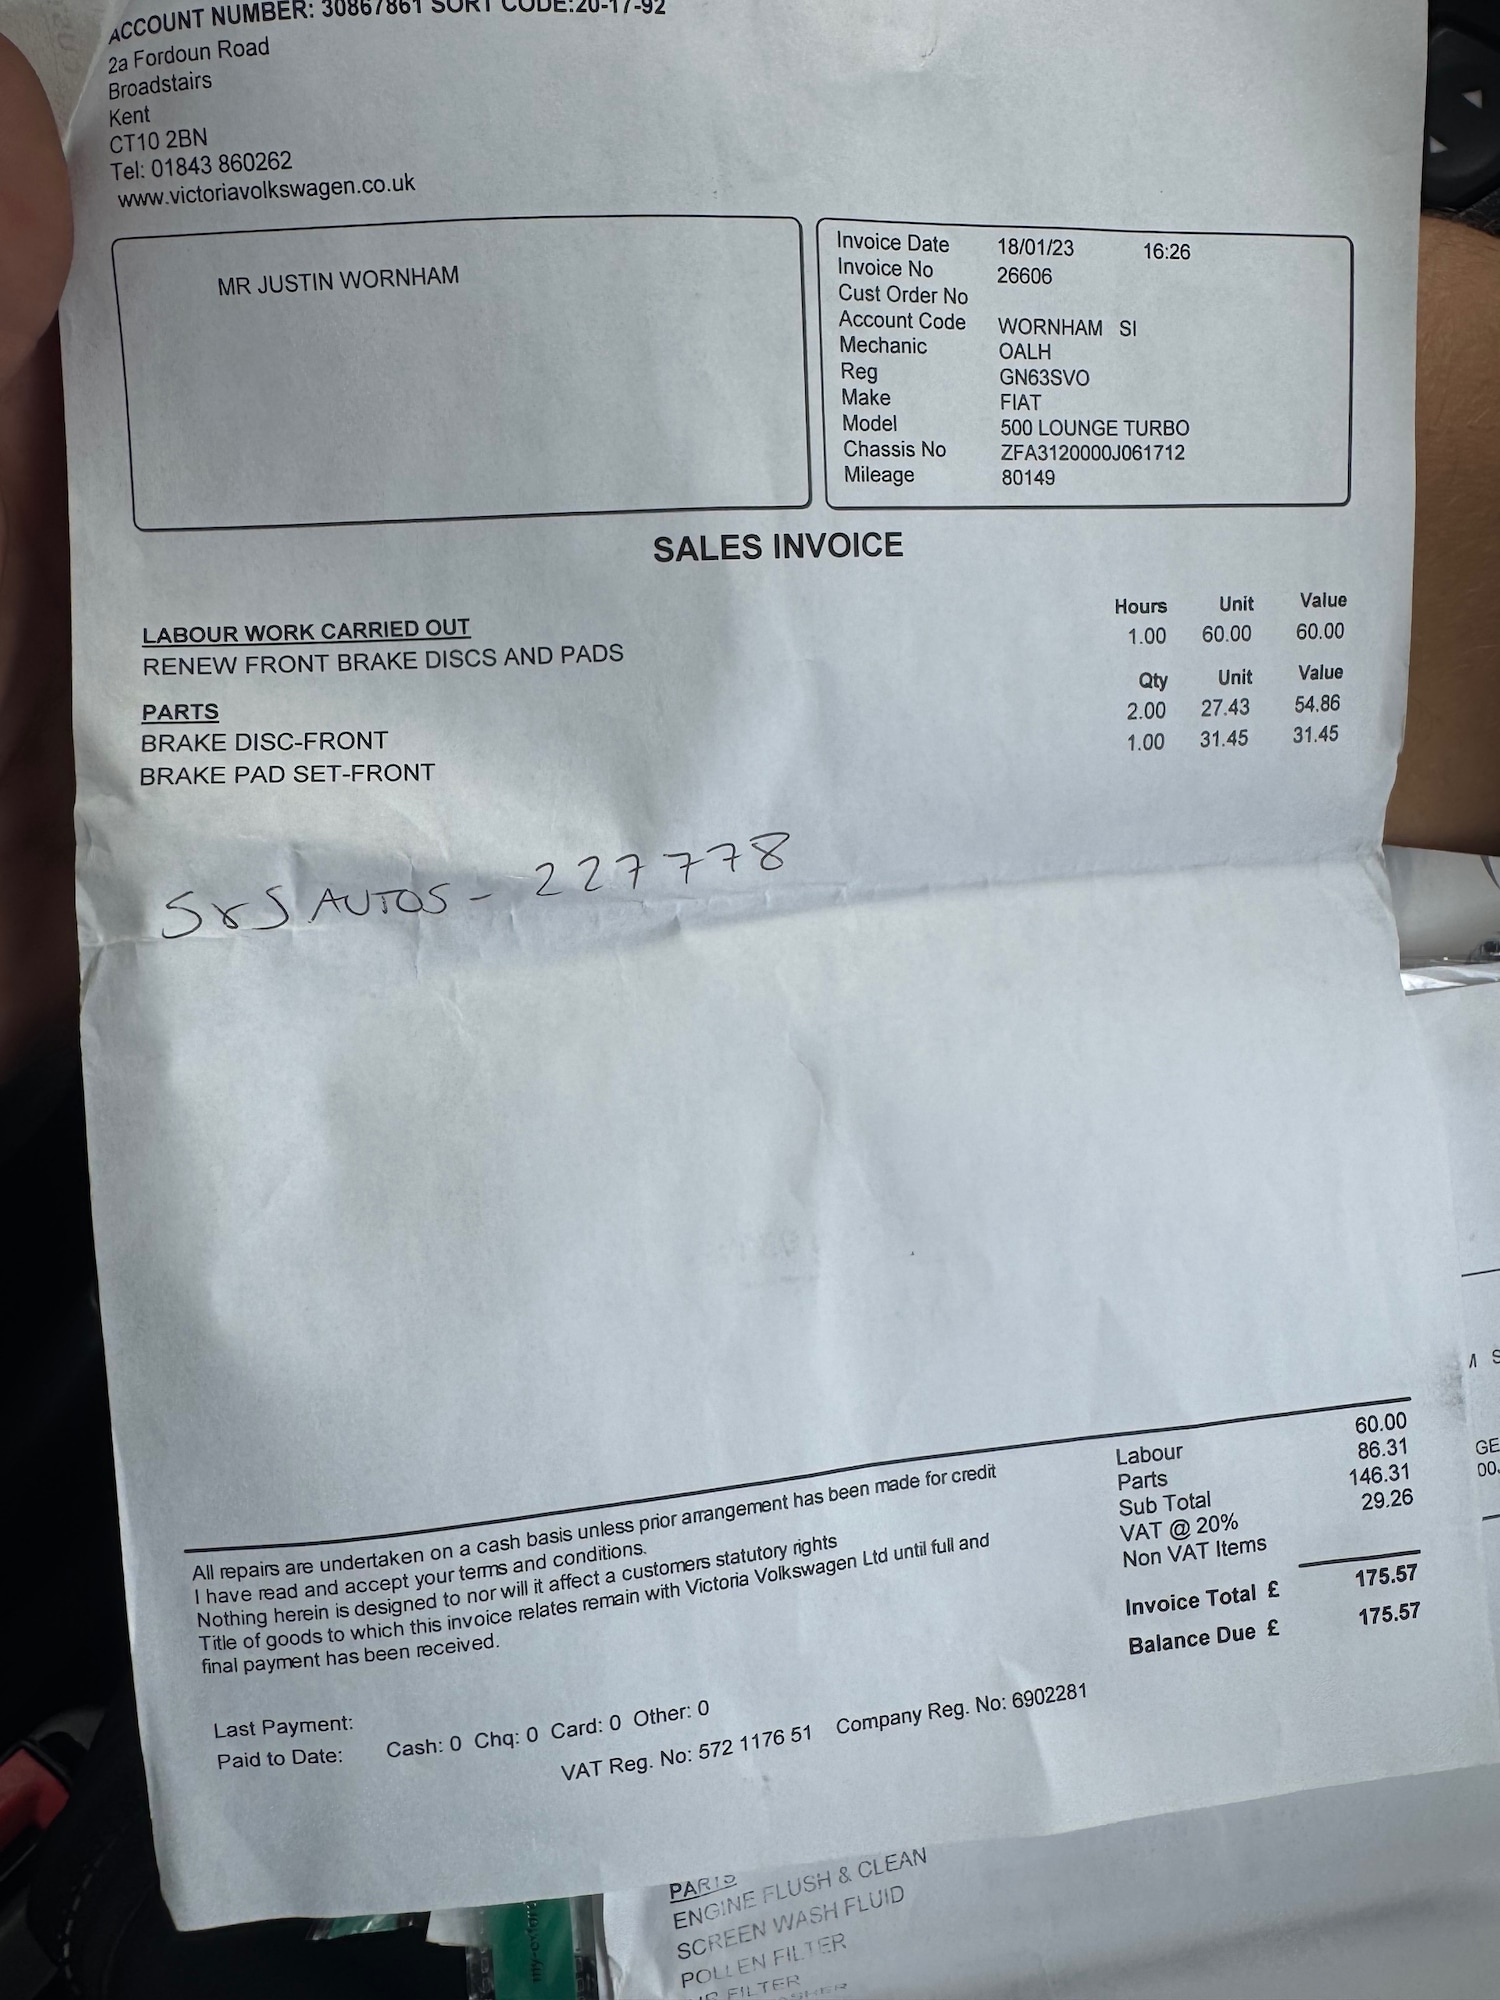 ACCOUNT NUMBER: 30867861 SORT CODE:20-17-92
2a Fordoun Road
Broadstairs
Kent
CT10 2BN
Tel: 01843 860262
www.victoriavolkswagen.co.uk
MR JUSTIN WORNHAM
Invoice Date 18/01/23 16:26
Invoice No 26606
Cust Order No
Account Code WORNHAM SI
Mechanic OALH
Reg GN63SVO
Make FIAT
Model 500 LOUNGE TURBO
Chassis No ZFA3120000J061712
Mileage 80149
SALES INVOICE
Hours Unit Value
LABOUR WORK CARRIED OUT 1.00 60.00 60.00
RENEW FRONT BRAKE DISCS AND PADS
Qty Unit Value
PARTS 2.00 27.43 54.86
BRAKE DISC-FRONT 1.00 31.45 31.45
BRAKE PAD SET-FRONT
AUTOS - 227778
Labour 60.00
Parts 86.31
Sub Total 146.31
VAT @ 20% 29.26
Non VAT Items
Invoice Total £ 175.57
Balance Due £ 175.57
All repairs are undertaken on a cash basis unless prior arrangement has been made for credit
I have read and accept your terms and conditions.
Nothing herein is designed to nor will it affect a customers statutory rights
Title of goods to which this invoice relates remain with Victoria Volkswagen Ltd until full and
final payment has been received.
Last Payment:
Paid to Date: Cash: 0 Chq: 0 Card: 0 Other: 0
VAT Reg. No: 572 1176 51 Company Reg. No: 6902281
PARTS
ENGINE FLUSH & CLEAN
SCREEN WASH FLUID
POLLEN FILTER
FILTER